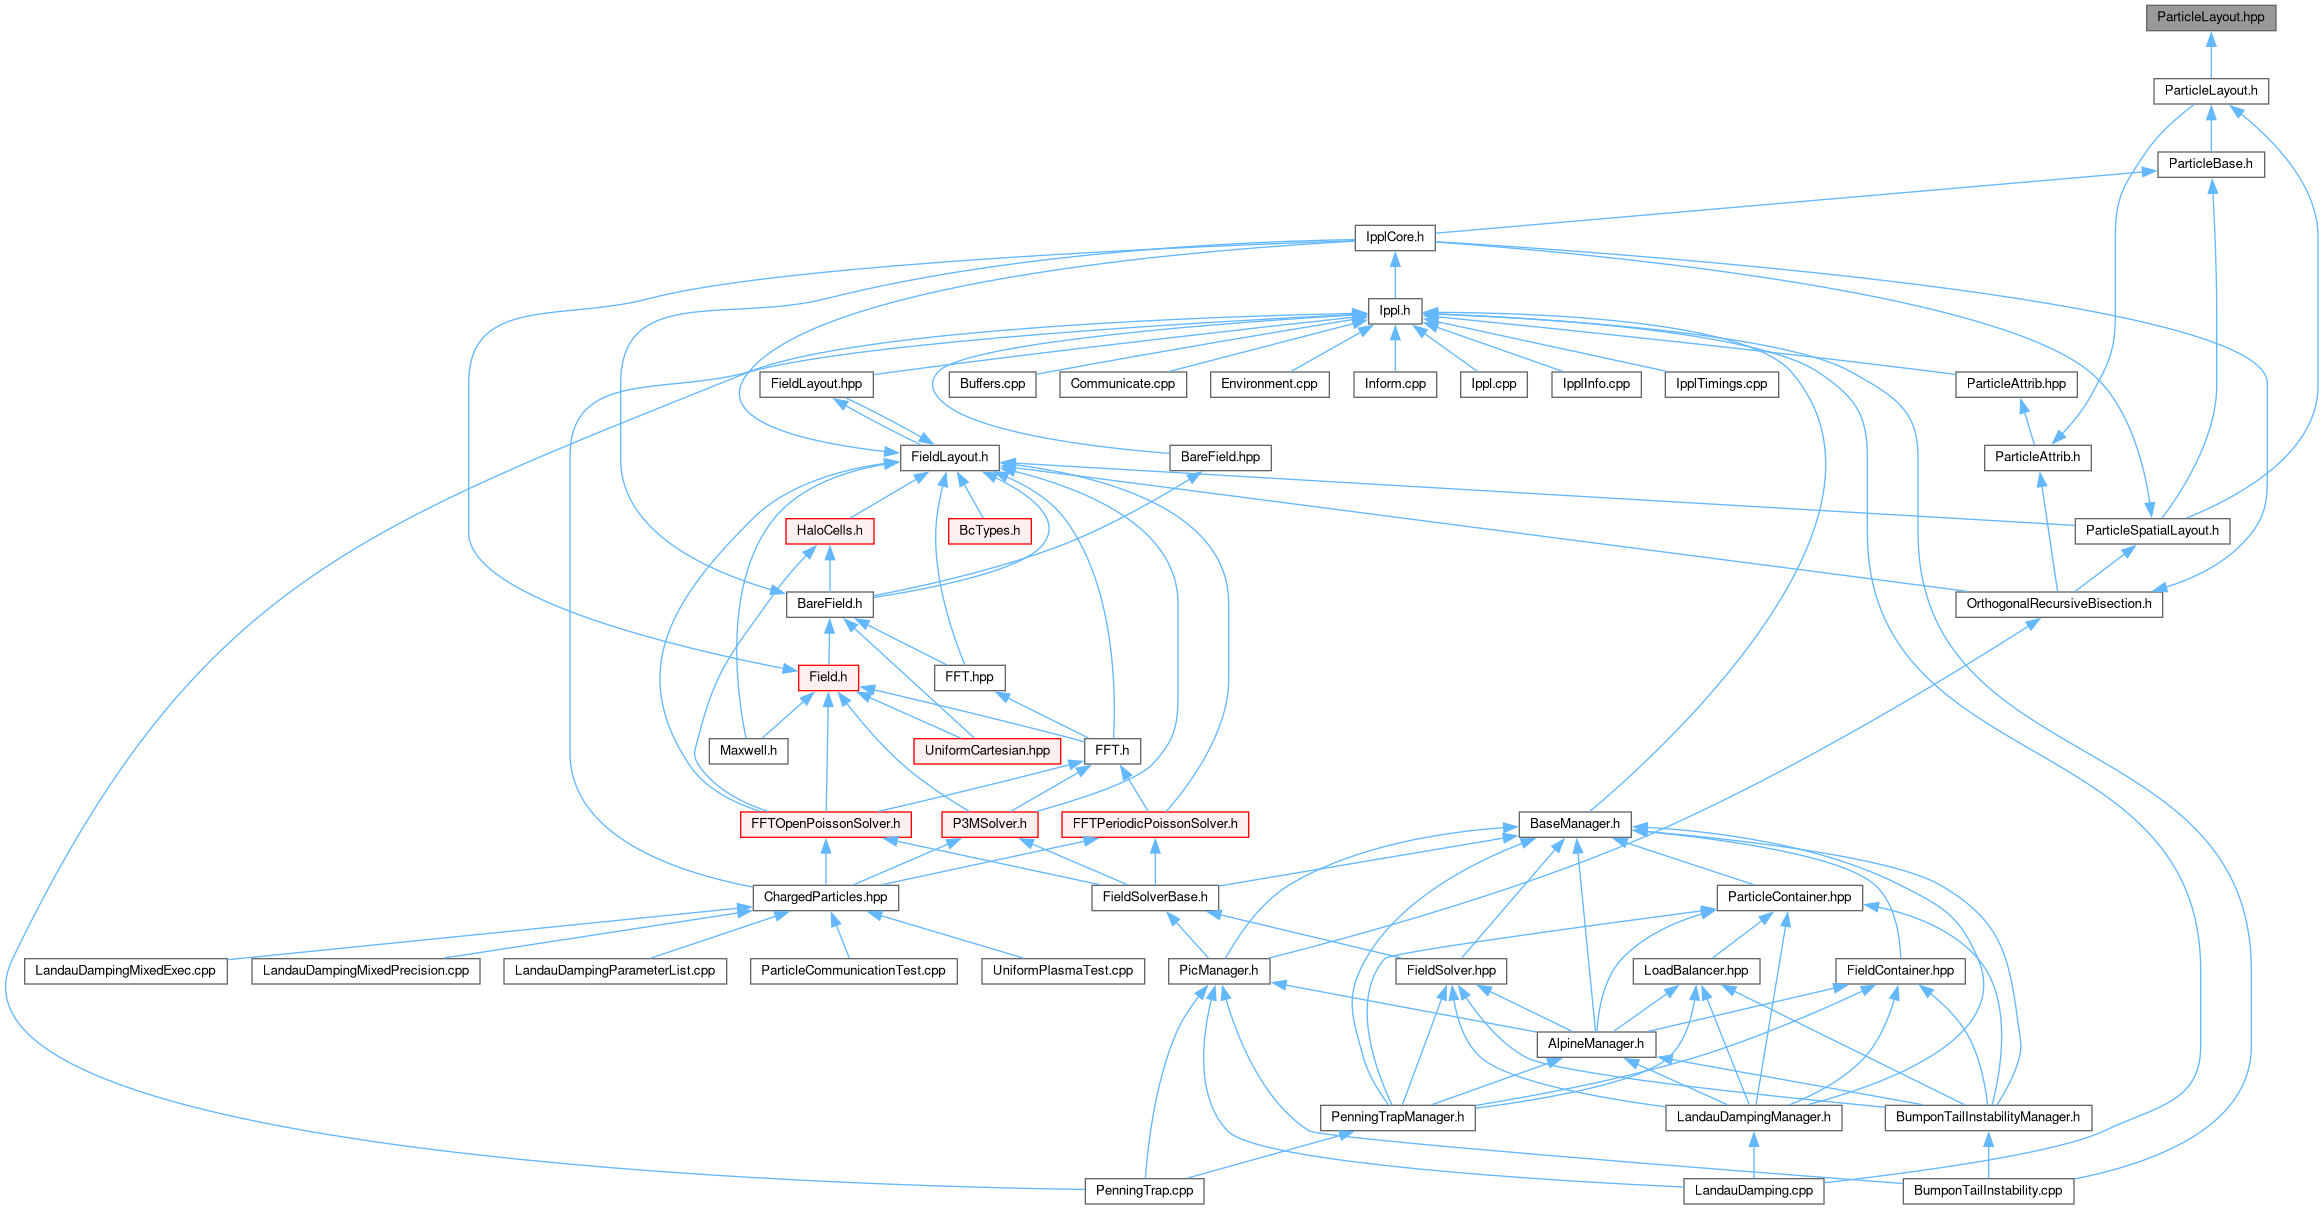 ParticleLayout.hpp
ParticleLayout.h
ParticleBase.h
IpplCore.h
Ippl.h
FieldLayout.hpp
Buffers.cpp
Communicate.cpp
Environment.cpp
Inform.cpp
Ippl.cpp
IpplInfo.cpp
IpplTimings.cpp
ParticleAttrib.hpp
FieldLayout.h
BareField.hpp
ParticleAttrib.h
HaloCells.h
BcTypes.h
ParticleSpatialLayout.h
BareField.h
OrthogonalRecursiveBisection.h
Field.h
FFT.hpp
Maxwell.h
UniformCartesian.hpp
FFT.h
FFTOpenPoissonSolver.h
P3MSolver.h
FFTPeriodicPoissonSolver.h
BaseManager.h
ChargedParticles.hpp
FieldSolverBase.h
ParticleContainer.hpp
LandauDampingMixedExec.cpp
LandauDampingMixedPrecision.cpp
LandauDampingParameterList.cpp
ParticleCommunicationTest.cpp
UniformPlasmaTest.cpp
PicManager.h
FieldSolver.hpp
LoadBalancer.hpp
FieldContainer.hpp
AlpineManager.h
PenningTrapManager.h
LandauDampingManager.h
BumponTailInstabilityManager.h
PenningTrap.cpp
LandauDamping.cpp
BumponTailInstability.cpp